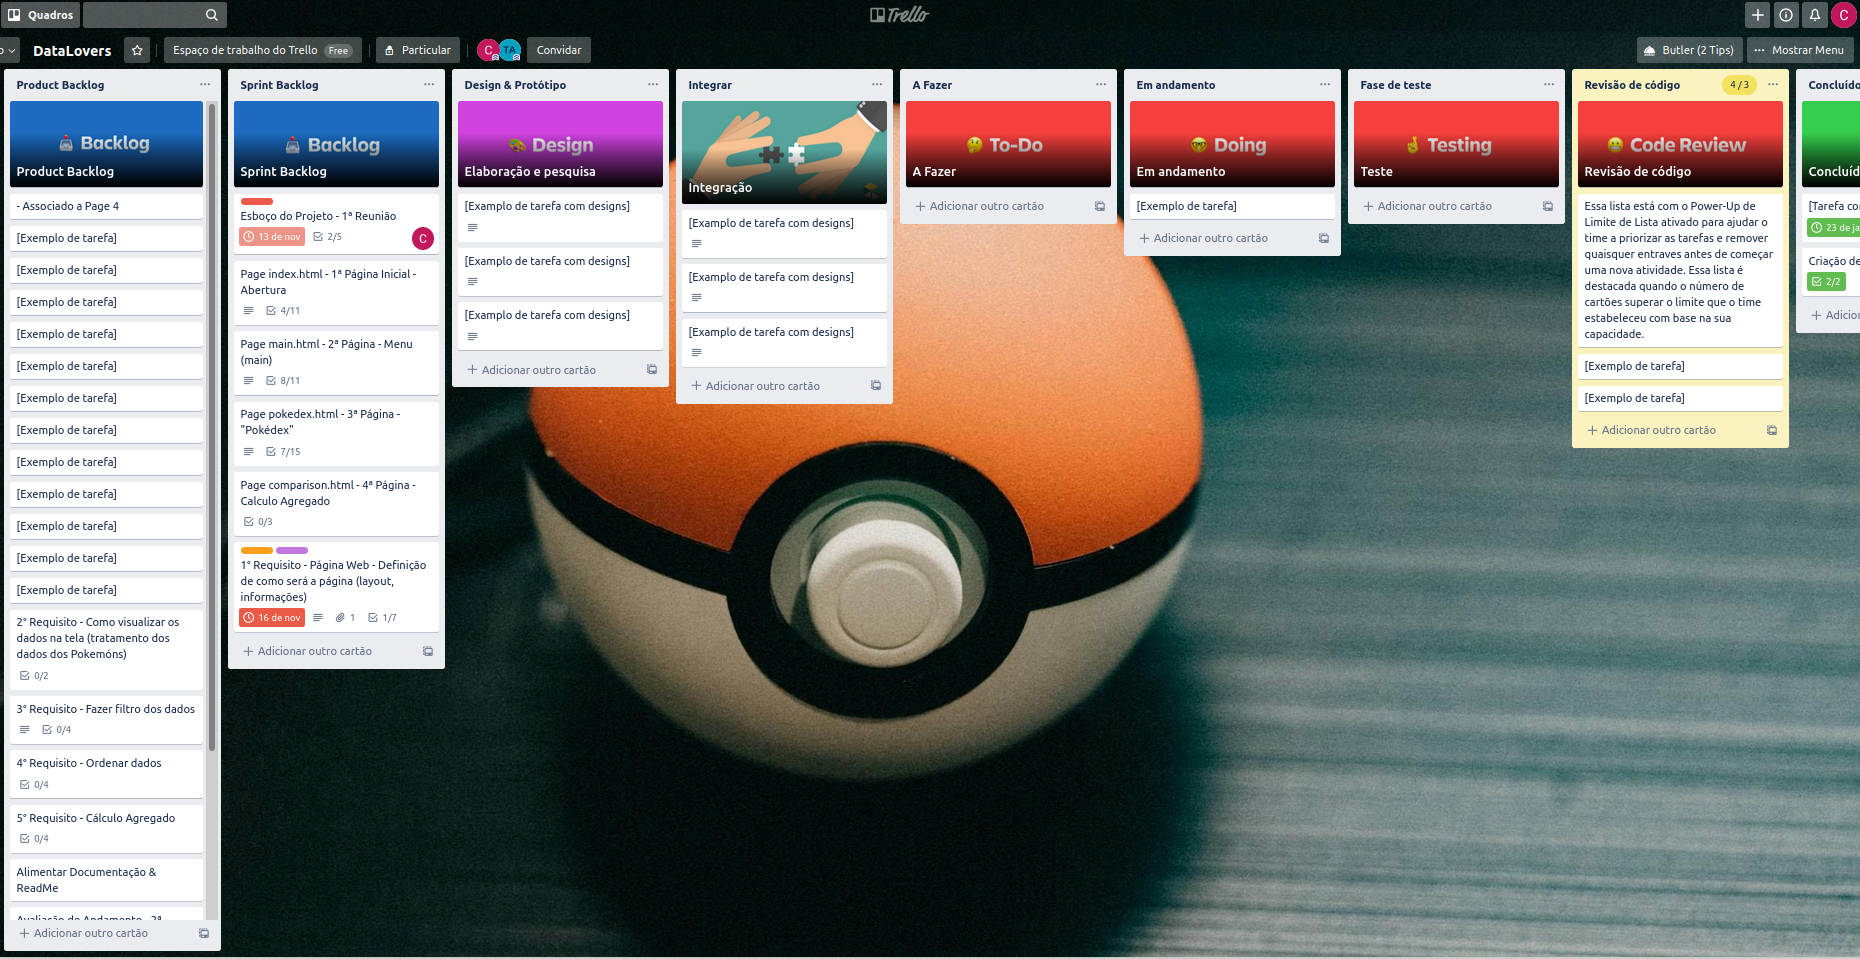 Quadros
Trello
DataLovers
Espaço de trabalho do Trello Free
Particular
C
TA
Convidar
Butler (2 Tips)
Mostrar Menu
C
Product Backlog
Backlog
Product Backlog
- Associado a Page 4
[Exemplo de tarefa]
[Exemplo de tarefa]
[Exemplo de tarefa]
[Exemplo de tarefa]
[Exemplo de tarefa]
[Exemplo de tarefa]
[Exemplo de tarefa]
[Exemplo de tarefa]
[Exemplo de tarefa]
[Exemplo de tarefa]
[Exemplo de tarefa]
[Exemplo de tarefa]
2° Requisito - Como visualizar os
dados na tela (tratamento dos
dados dos Pokemóns)
0/2
3° Requisito - Fazer filtro dos dados
0/4
4° Requisito - Ordenar dados
0/4
5° Requisito - Cálculo Agregado
0/4
Alimentar Documentação &
ReadMe
Avaliação do Andamento - 2ª
+ Adicionar outro cartão
Sprint Backlog
Backlog
Sprint Backlog
Esboço do Projeto - 1ª Reunião
13 de nov 2/5
C
Page index.html - 1ª Página Inicial -
Abertura
4/11
Page main.html - 2ª Página - Menu
(main)
8/11
Page pokedex.html - 3ª Página -
"Pokédex"
7/15
Page comparison.html - 4ª Página -
Calculo Agregado
0/3
1° Requisito - Página Web - Definição
de como será a página (layout,
informações)
16 de nov 1 1/7
+ Adicionar outro cartão
Design & Protótipo
Design
Elaboração e pesquisa
[Examplo de tarefa com designs]
[Examplo de tarefa com designs]
[Examplo de tarefa com designs]
+ Adicionar outro cartão
Integrar
Integração
[Examplo de tarefa com designs]
[Examplo de tarefa com designs]
[Examplo de tarefa com designs]
+ Adicionar outro cartão
A Fazer
To-Do
A Fazer
+ Adicionar outro cartão
Em andamento
Doing
Em andamento
[Exemplo de tarefa]
+ Adicionar outro cartão
Fase de teste
Testing
Teste
+ Adicionar outro cartão
Revisão de código 4/3
Code Review
Revisão de código
Essa lista está com o Power-Up de
Limite de Lista ativado para ajudar o
time a priorizar as tarefas e remover
quaisquer entraves antes de começar
uma nova atividade. Essa lista é
destacada quando o número de
cartões superar o limite que o time
estabeleceu com base na sua
capacidade.
[Exemplo de tarefa]
[Exemplo de tarefa]
+ Adicionar outro cartão
Concluído
Concluíd
[Tarefa co
23 de ja
Criação de
2/2
+ Adicio